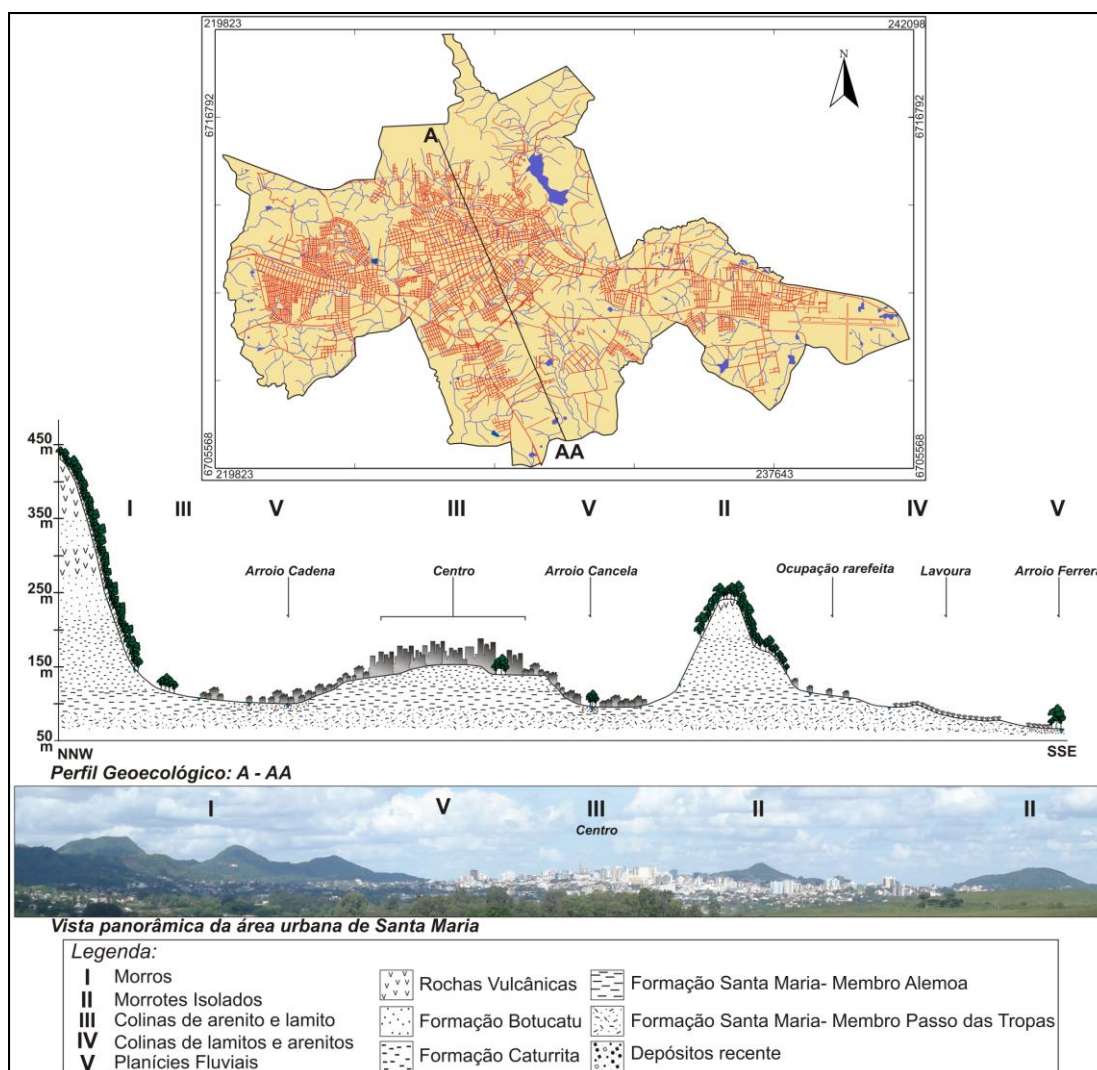 219823
242098
N
6716792
6716792
A
AA
6705568
6705568
219823
237643
450
m
350
m
250
m
150
m
50
m
I
III
V
III
V
II
IV
V
Arroio Cadena
Centro
Arroio Cancela
Ocupação rarefeita
Lavoura
Arroio Ferrera
NNW
SSE
Perfil Geoecológico: A - AA
I
V
III
II
II
Centro
Vista panorâmica da área urbana de Santa Maria
Legenda:
I Morros
II Morrotes Isolados
III Colinas de arenito e lamito
IV Colinas de lamitos e arenitos
V Planícies Fluviais
Rochas Vulcânicas
Formação Botucatu
Formação Caturrita
Formação Santa Maria- Membro Alemoa
Formação Santa Maria- Membro Passo das Tropas
Depósitos recente